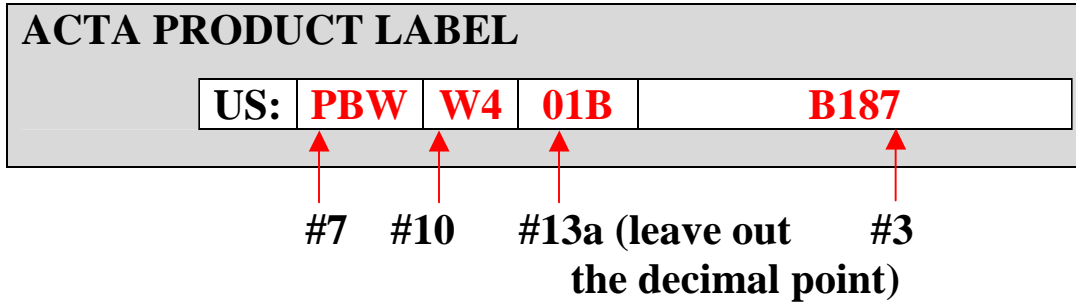 ACTA PRODUCT LABEL
US: PBW W4 01B B187
#7 #10 #13a (leave out #3
the decimal point)